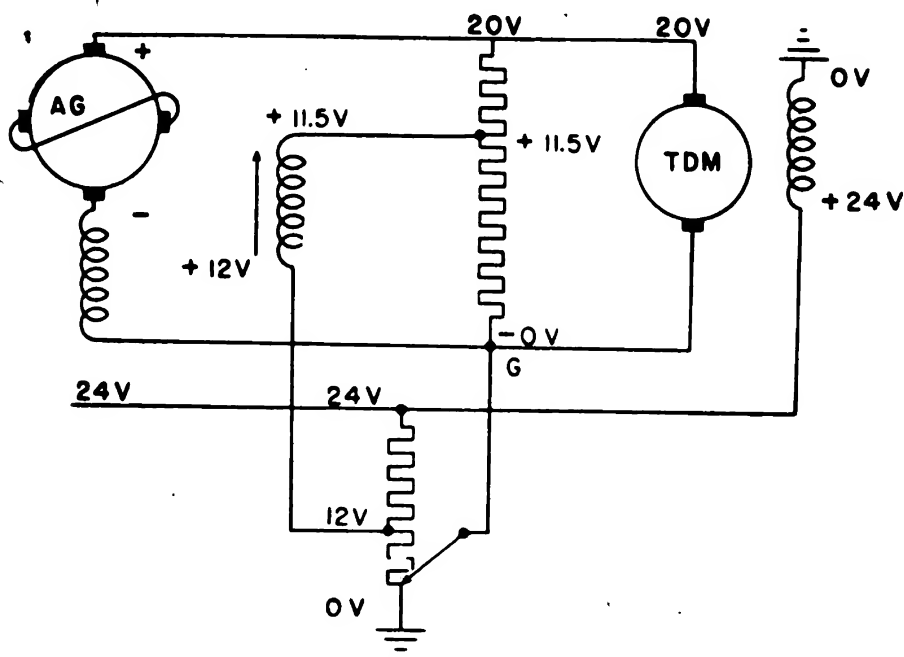 20V 20V
+
AG
0V
+ 11.5V
+ 11.5V
TDM
-
+ 24V
+ 12V
- 0V
G
24V 24V
12V
0V